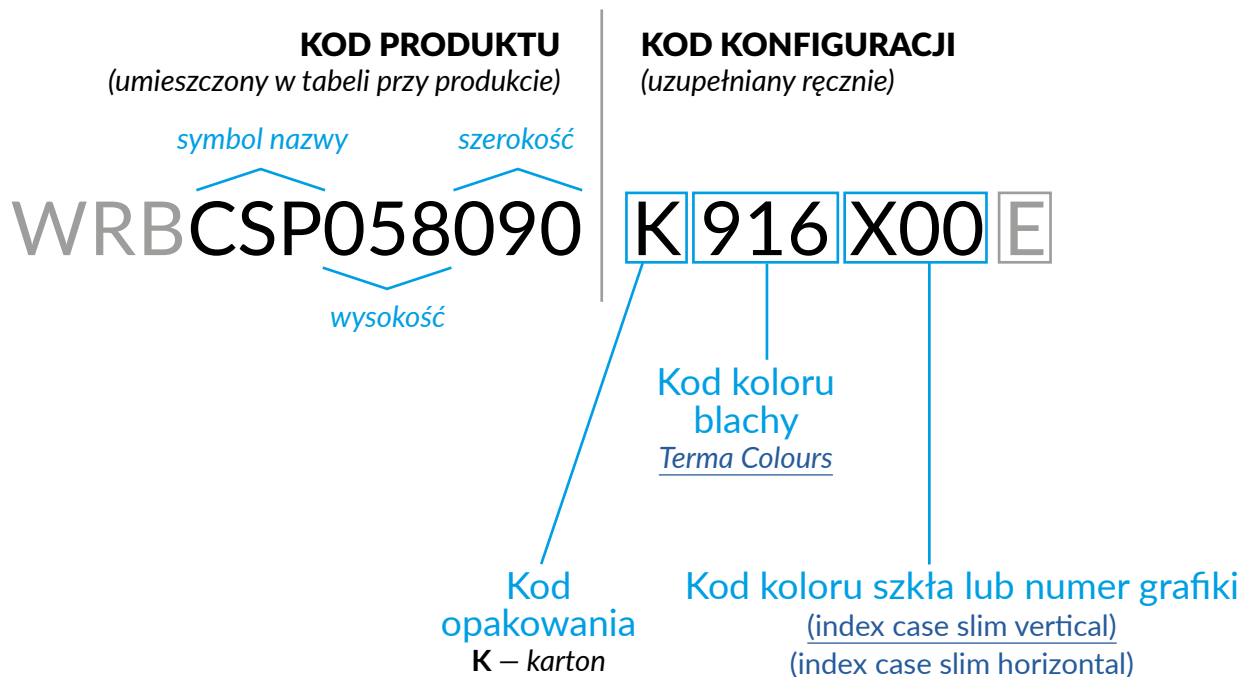 KOD PRODUKTU
(umieszczony w tabeli przy produkcie)
KOD KONFIGURACJI
(uzupełniany ręcznie)
symbol nazwy
szerokość
WRBCSP058090 K 916 X00 E
wysokość
Kod koloru
blachy
Terma Colours
Kod
opakowania
K – karton
Kod koloru szkła lub numer grafiki
(index case slim vertical)
(index case slim horizontal)